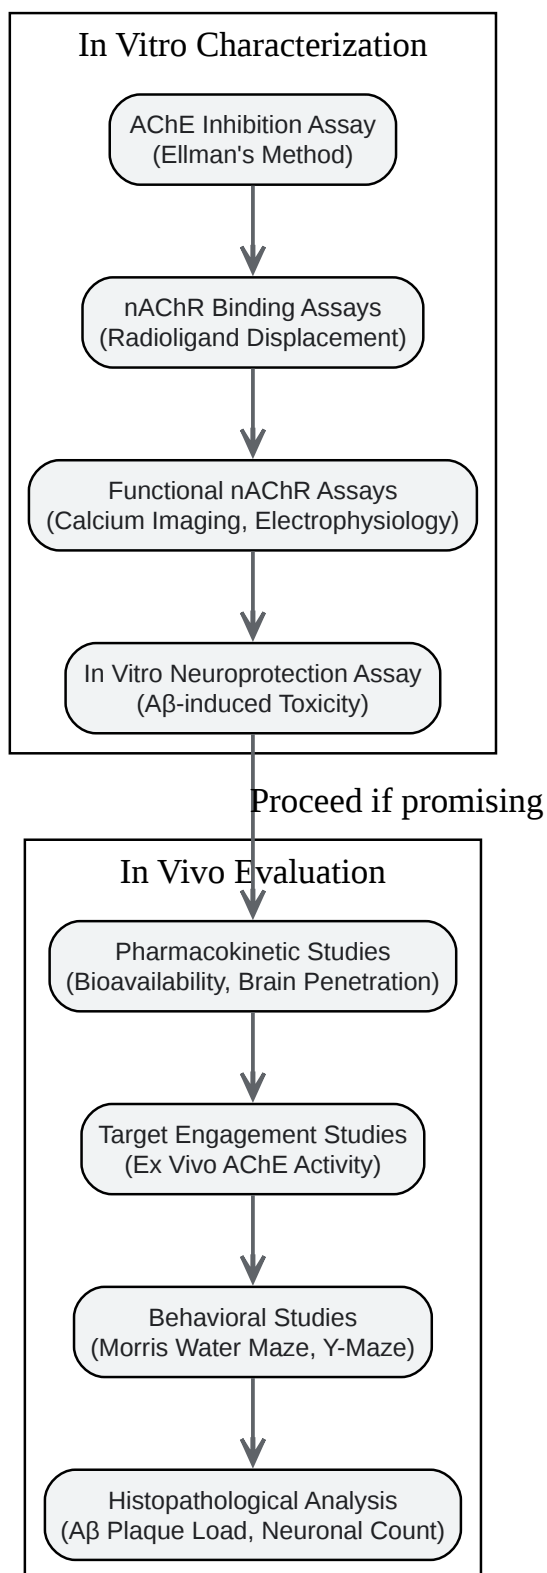 In Vitro Characterization
AChE Inhibition Assay
(Ellman's Method)
nAChR Binding Assays
(Radioligand Displacement)
Functional nAChR Assays
(Calcium Imaging, Electrophysiology)
In Vitro Neuroprotection Assay
(Aβ-induced Toxicity)
Proceed if promising
In Vivo Evaluation
Pharmacokinetic Studies
(Bioavailability, Brain Penetration)
Target Engagement Studies
(Ex Vivo AChE Activity)
Behavioral Studies
(Morris Water Maze, Y-Maze)
Histopathological Analysis
(Aβ Plaque Load, Neuronal Count)